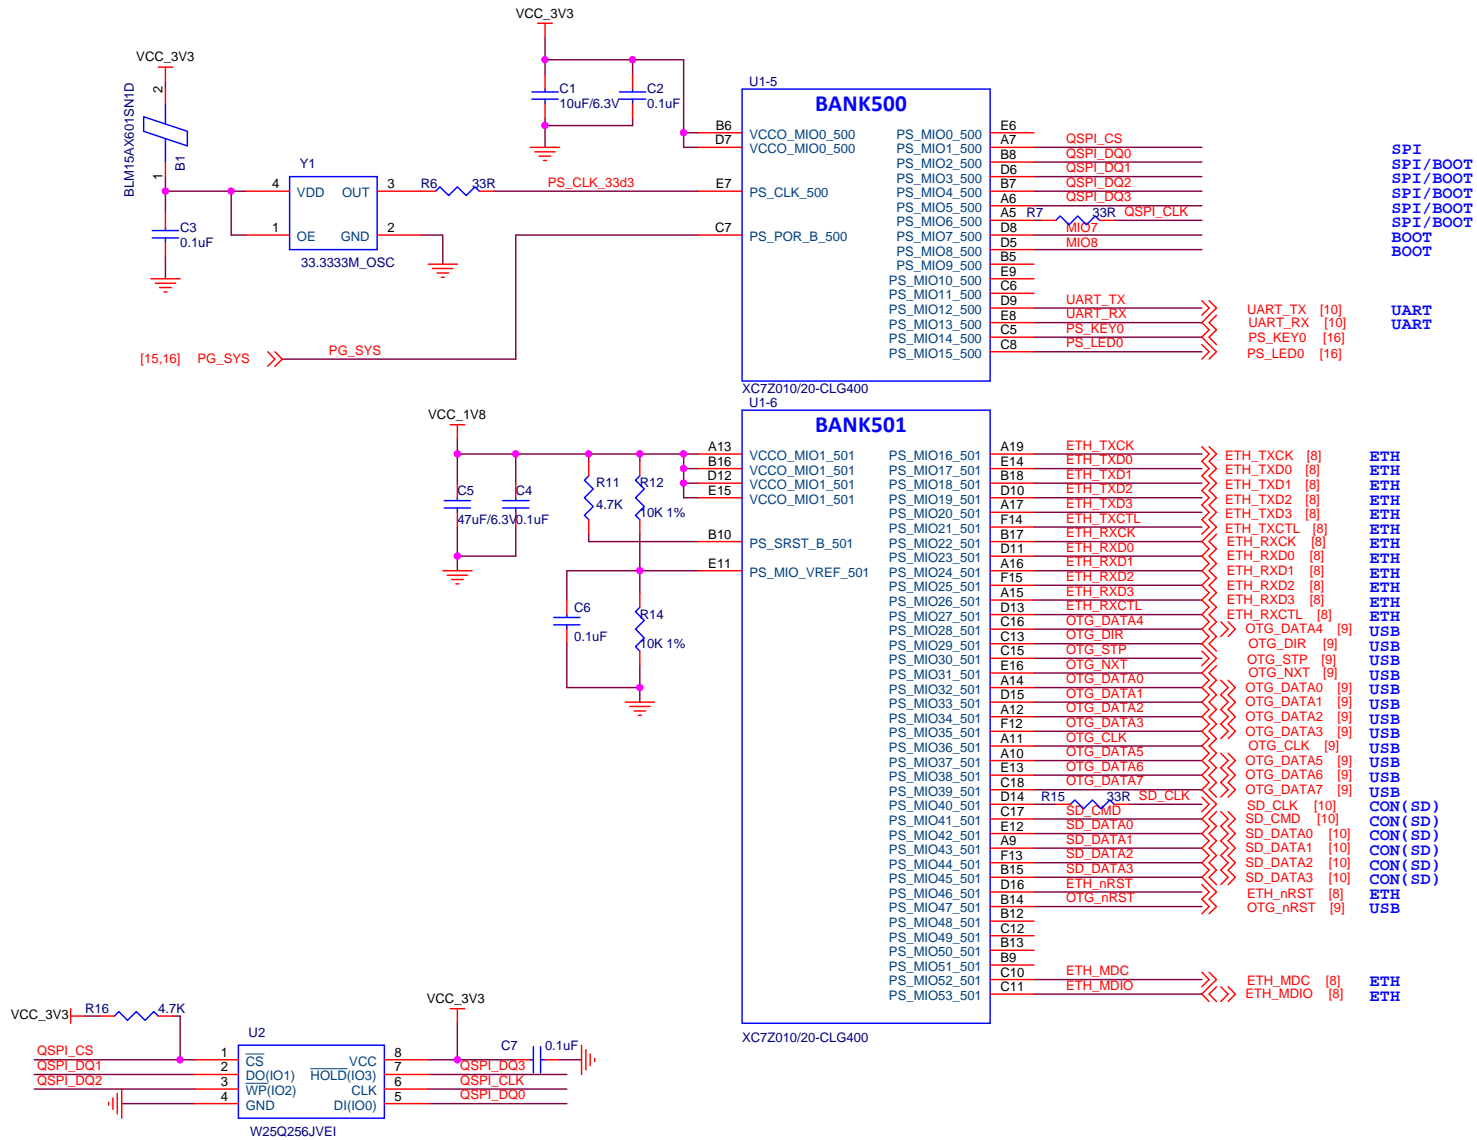 VCC_3V3
VCC_3V3
BLM15AX601SN1D
2
B1
1
C1
10uF/6.3V
C2
0.1uF
C3
0.1uF
Y1
4 VDD OUT 3
1 OE GND 2
33.3333M_OSC
R6 33R PS_CLK_33d3
[15,16] PG_SYS PG_SYS
U1-5
BANK500
B6 VCCO_MIO0_500
D7 VCCO_MIO0_500
E7 PS_CLK_500
C7 PS_POR_B_500
PS_MIO0_500 E6
PS_MIO1_500 A7 QSPI_CS SPI
PS_MIO2_500 B8 QSPI_DQ0 SPI/BOOT
PS_MIO3_500 D6 QSPI_DQ1 SPI/BOOT
PS_MIO4_500 B7 QSPI_DQ2 SPI/BOOT
PS_MIO5_500 A6 QSPI_DQ3 SPI/BOOT
PS_MIO6_500 A5 R7 33R QSPI_CLK SPI/BOOT
PS_MIO7_500 D8 MIO7 BOOT
PS_MIO8_500 D5 MIO8 BOOT
PS_MIO9_500 B5
PS_MIO10_500 E9
PS_MIO11_500 C6
PS_MIO12_500 D9 UART_TX UART_TX [10] UART
PS_MIO13_500 E8 UART_RX UART_RX [10] UART
PS_MIO14_500 C5 PS_KEY0 PS_KEY0 [16]
PS_MIO15_500 C8 PS_LED0 PS_LED0 [16]
XC7Z010/20-CLG400
U1-6
BANK501
VCC_1V8
C5
47uF/6.3V
C4
0.1uF
R11
4.7K
R12
10K 1%
C6
0.1uF
R14
10K 1%
A13 VCCO_MIO1_501
B16 VCCO_MIO1_501
D12 VCCO_MIO1_501
E15 VCCO_MIO1_501
B10 PS_SRST_B_501
E11 PS_MIO_VREF_501
PS_MIO16_501 A19 ETH_TXCK ETH_TXCK [8] ETH
PS_MIO17_501 E14 ETH_TXD0 ETH_TXD0 [8] ETH
PS_MIO18_501 B18 ETH_TXD1 ETH_TXD1 [8] ETH
PS_MIO19_501 D10 ETH_TXD2 ETH_TXD2 [8] ETH
PS_MIO20_501 A17 ETH_TXD3 ETH_TXD3 [8] ETH
PS_MIO21_501 F14 ETH_TXCTL ETH_TXCTL [8] ETH
PS_MIO22_501 B17 ETH_RXCK ETH_RXCK [8] ETH
PS_MIO23_501 D11 ETH_RXD0 ETH_RXD0 [8] ETH
PS_MIO24_501 A16 ETH_RXD1 ETH_RXD1 [8] ETH
PS_MIO25_501 F15 ETH_RXD2 ETH_RXD2 [8] ETH
PS_MIO26_501 A15 ETH_RXD3 ETH_RXD3 [8] ETH
PS_MIO27_501 D13 ETH_RXCTL ETH_RXCTL [8] ETH
PS_MIO28_501 C16 OTG_DATA4 OTG_DATA4 [9] USB
PS_MIO29_501 C13 OTG_DIR OTG_DIR [9] USB
PS_MIO30_501 C15 OTG_STP OTG_STP [9] USB
PS_MIO31_501 E16 OTG_NXT OTG_NXT [9] USB
PS_MIO32_501 A14 OTG_DATA0 OTG_DATA0 [9] USB
PS_MIO33_501 D15 OTG_DATA1 OTG_DATA1 [9] USB
PS_MIO34_501 A12 OTG_DATA2 OTG_DATA2 [9] USB
PS_MIO35_501 F12 OTG_DATA3 OTG_DATA3 [9] USB
PS_MIO36_501 A11 OTG_CLK OTG_CLK [9] USB
PS_MIO37_501 A10 OTG_DATA5 OTG_DATA5 [9] USB
PS_MIO38_501 E13 OTG_DATA6 OTG_DATA6 [9] USB
PS_MIO39_501 C18 OTG_DATA7 OTG_DATA7 [9] USB
PS_MIO40_501 D14 R15 33R SD_CLK SD_CLK [10] CON(SD)
PS_MIO41_501 C17 SD_CMD SD_CMD [10] CON(SD)
PS_MIO42_501 E12 SD_DATA0 SD_DATA0 [10] CON(SD)
PS_MIO43_501 A9 SD_DATA1 SD_DATA1 [10] CON(SD)
PS_MIO44_501 F13 SD_DATA2 SD_DATA2 [10] CON(SD)
PS_MIO45_501 B15 SD_DATA3 SD_DATA3 [10] CON(SD)
PS_MIO46_501 D16 ETH_nRST ETH_nRST [8] ETH
PS_MIO47_501 B14 OTG_nRST OTG_nRST [9] USB
PS_MIO48_501 B12
PS_MIO49_501 C12
PS_MIO50_501 B13
PS_MIO51_501 B9
PS_MIO52_501 C10 ETH_MDC ETH_MDC [8] ETH
PS_MIO53_501 C11 ETH_MDIO ETH_MDIO [8] ETH
XC7Z010/20-CLG400
VCC_3V3 R16 4.7K
VCC_3V3
U2
C7 0.1uF
QSPI_CS 1 CS VCC 8
QSPI_DQ1 2 DO(IO1) HOLD(IO3) 7 QSPI_DQ3
QSPI_DQ2 3 WP(IO2) CLK 6 QSPI_CLK
4 GND DI(IO0) 5 QSPI_DQ0
W25Q256JVEI